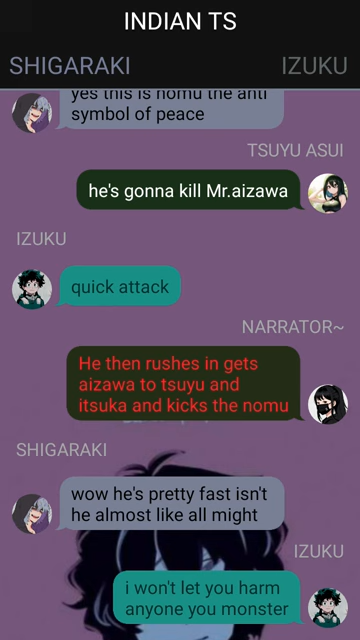 INDIAN TS
SHIGARAKI
IZUKU
yes this is nomu the anti
symbol of peace
TSUYU ASUI
he's gonna kill Mr.aizawa
IZUKU
quick attack
NARRATOR~
He then rushes in gets
aizawa to tsuyu and
itsuka and kicks the nomu
SHIGARAKI
wow he's pretty fast isn't
he almost like all might
IZUKU
i won't let you harm
anyone you monster